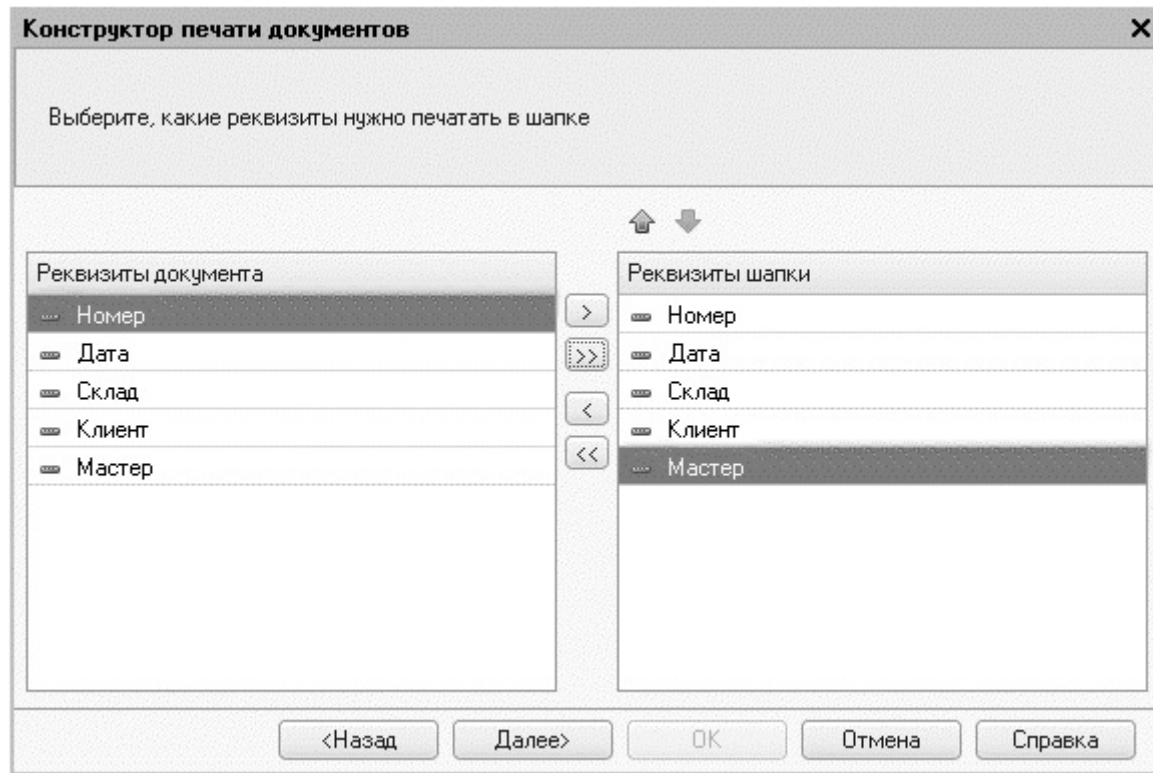 Конструктор печати документов
Выберите, какие реквизиты нужно печатать в шапке
Реквизиты документа
Номер
Дата
Склад
Клиент
Мастер
>
>>
<
<<
Реквизиты шапки
Номер
Дата
Склад
Клиент
Мастер
<Назад Далее> ОК Отмена Справка